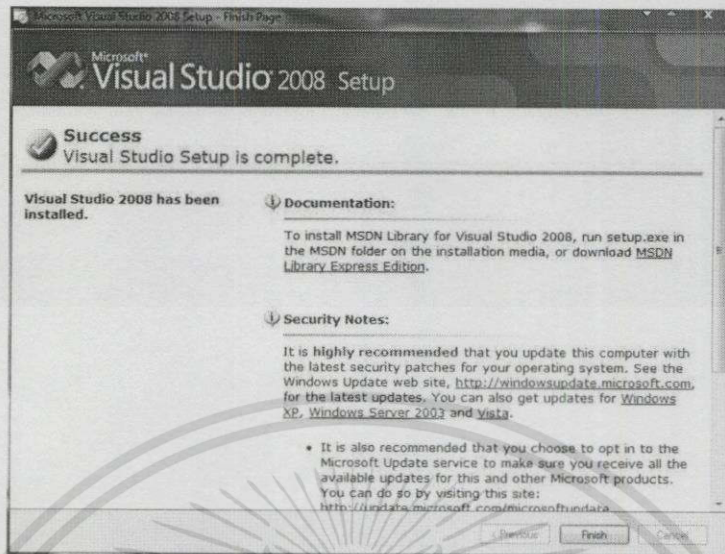 Microsoft Visual Studio 2008 Setup - Finish Page
Microsoft®
Visual Studio® 2008 Setup
Success
Visual Studio Setup is complete.
Visual Studio 2008 has been
installed.
Documentation:
To install MSDN Library for Visual Studio 2008, run setup.exe in
the MSDN folder on the installation media, or download MSDN
Library Express Edition.
Security Notes:
It is highly recommended that you update this computer with
the latest security patches for your operating system. See the
Windows Update web site, http://windowsupdate.microsoft.com,
for the latest updates. You can also get updates for Windows
XP, Windows Server 2003 and Vista.
• It is also recommended that you choose to opt in to the
Microsoft Update service to make sure you receive all the
available updates for this and other Microsoft products.
You can do so by visiting this site:
http://update.microsoft.com/microsoftupdate
Previous
Finish
Cancel